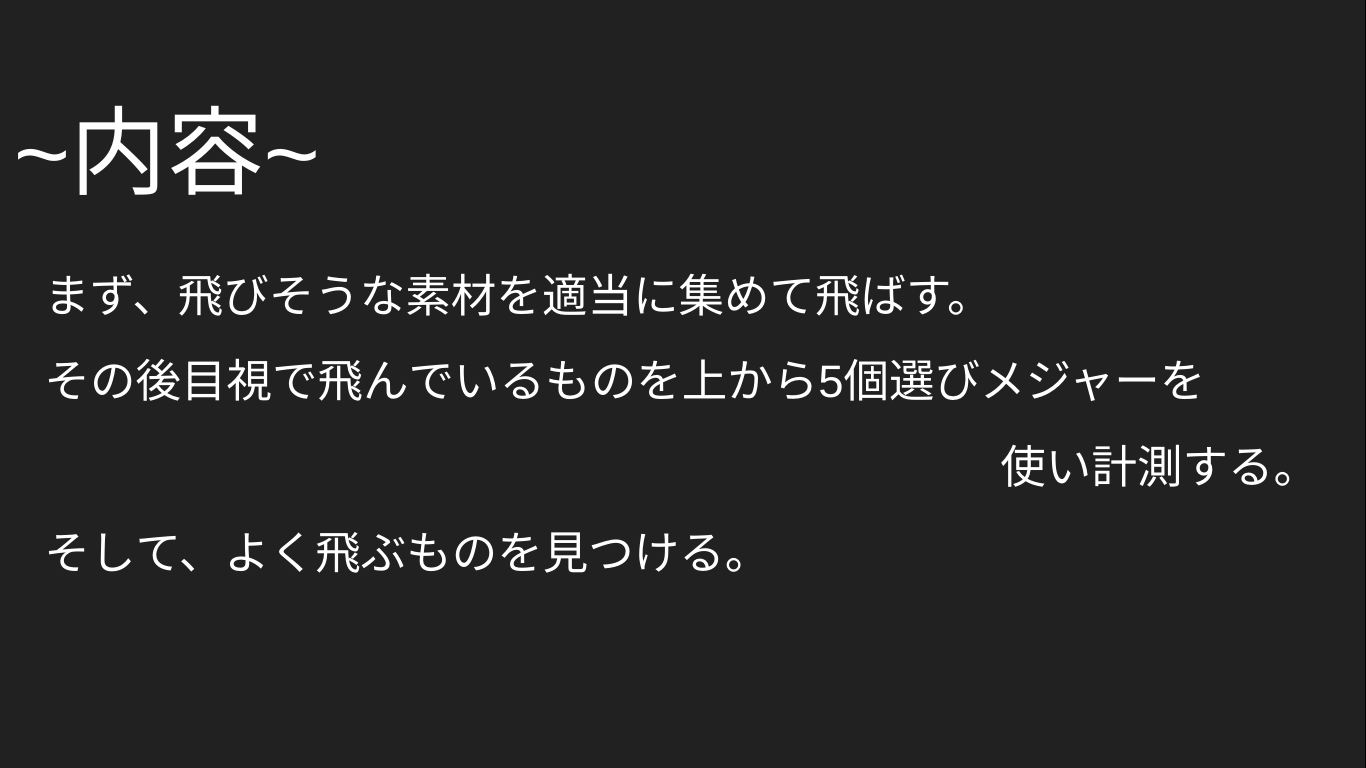 ~内容~
まず、飛びそうな素材を適当に集めて飛ばす。
その後目視で飛んでいるものを上から5個選びメジャーを
使い計測する。
そして、よく飛ぶものを見つける。